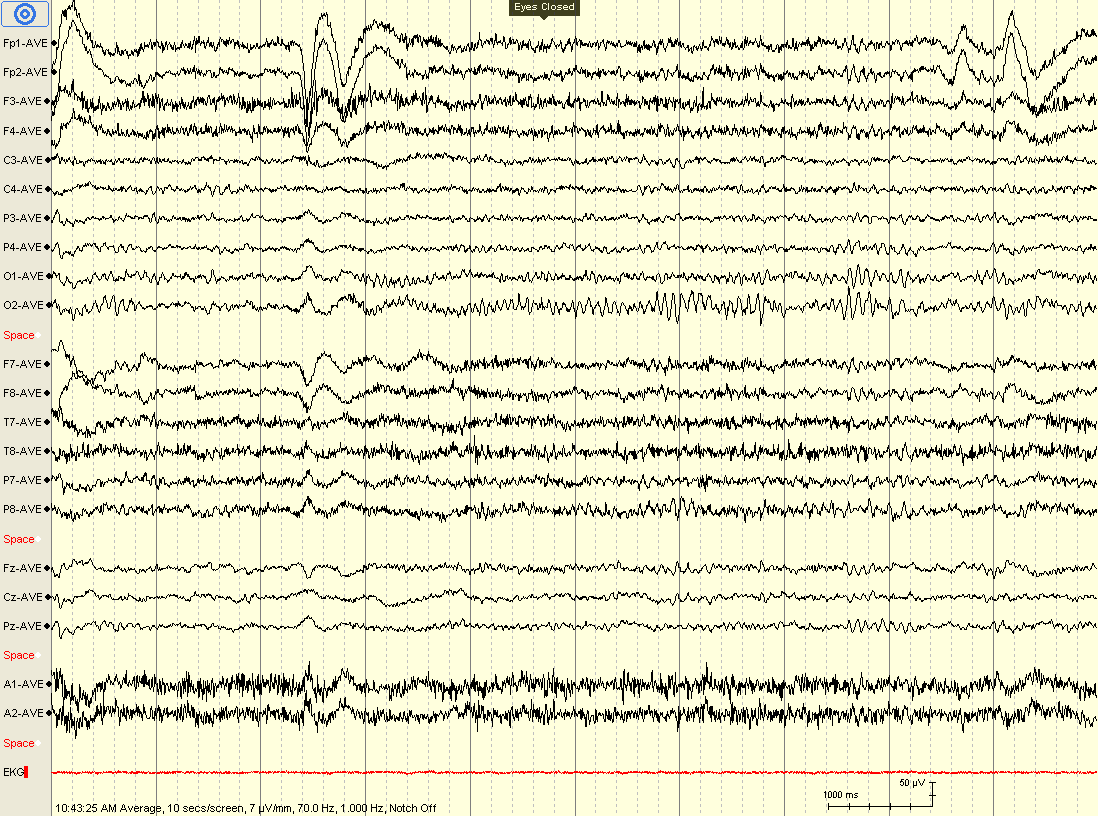 Eyes Closed
Fp1-AVE
Fp2-AVE
F3-AVE
F4-AVE
C3-AVE
C4-AVE
P3-AVE
P4-AVE
O1-AVE
O2-AVE
Space
F7-AVE
F8-AVE
T7-AVE
T8-AVE
P7-AVE
P8-AVE
Space
Fz-AVE
Cz-AVE
Pz-AVE
Space
A1-AVE
A2-AVE
Space
EKG
50 µV
1000 ms
10:43:25 AM Average, 10 secs/screen, 7 µV/mm, 70.0 Hz, 1.000 Hz, Notch Off